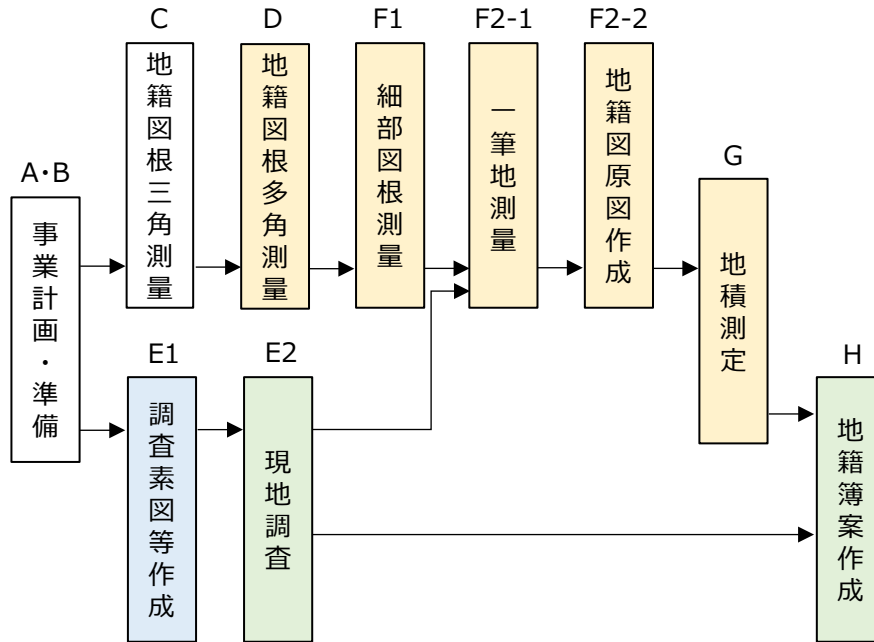 A・B
事業計画・準備
C
地籍図根三角測量
D
地籍図根多角測量
F1
細部図根測量
F2-1
一筆地測量
F2-2
地籍図原図作成
G
地積測定
E1
調査素図等作成
E2
現地調査
H
地籍簿案作成